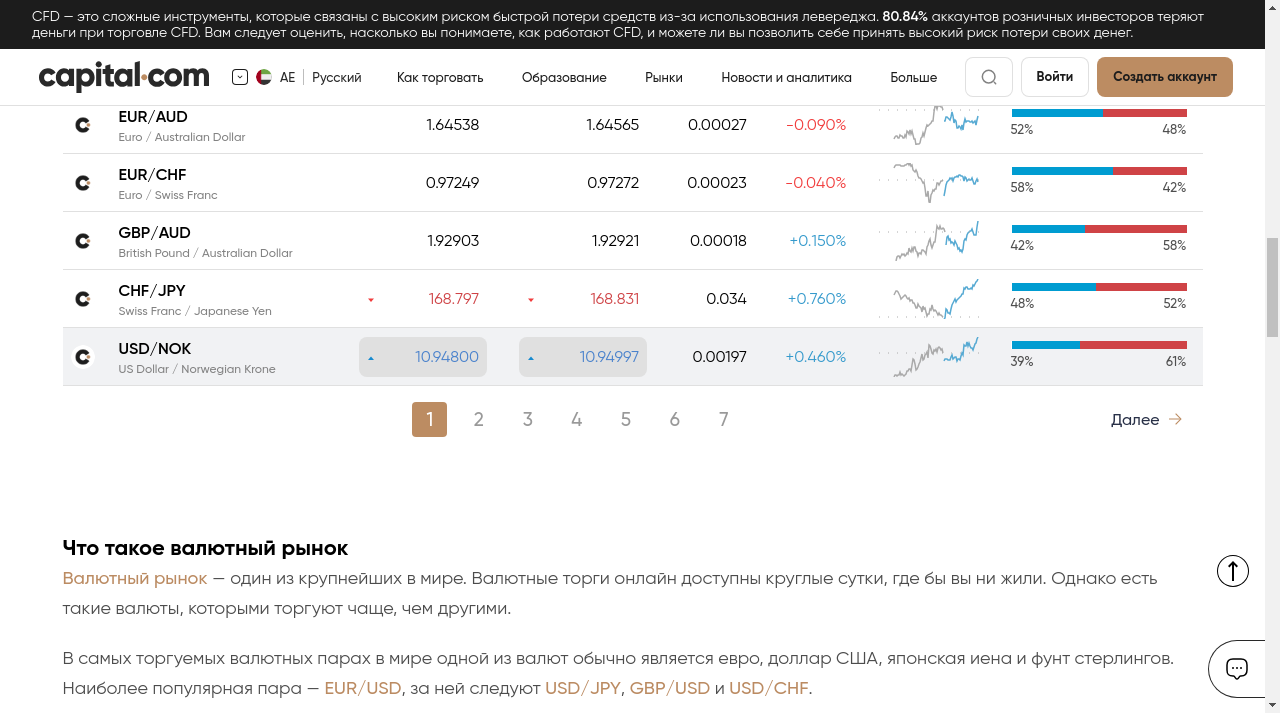 CFD — это сложные инструменты, которые связаны с высоким риском быстрой потери средств из-за использования левереджа. 80.84% аккаунтов розничных инвесторов теряют
деньги при торговле CFD. Вам следует оценить, насколько вы понимаете, как работают CFD, и можете ли вы позволить себе принять высокий риск потери своих денег.
capital.com AE Русский Как торговать Образование Рынки Новости и аналитика Больше Войти Создать аккаунт
EUR/AUD 1.64538 1.64565 0.00027 -0.090%
Euro / Australian Dollar 52% 48%
EUR/CHF 0.97249 0.97272 0.00023 -0.040%
Euro / Swiss Franc 58% 42%
GBP/AUD 1.92903 1.92921 0.00018 +0.150%
British Pound / Australian Dollar 42% 58%
CHF/JPY 168.797 168.831 0.034 +0.760%
Swiss Franc / Japanese Yen 48% 52%
USD/NOK 10.94800 10.94997 0.00197 +0.460%
US Dollar / Norwegian Krone 39% 61%
1 2 3 4 5 6 7 Далее
Что такое валютный рынок
Валютный рынок — один из крупнейших в мире. Валютные торги онлайн доступны круглые сутки, где бы вы ни жили. Однако есть
такие валюты, которыми торгуют чаще, чем другими.
В самых торгуемых валютных парах в мире одной из валют обычно является евро, доллар США, японская иена и фунт стерлингов.
Наиболее популярная пара — EUR/USD, за ней следуют USD/JPY, GBP/USD и USD/CHF.